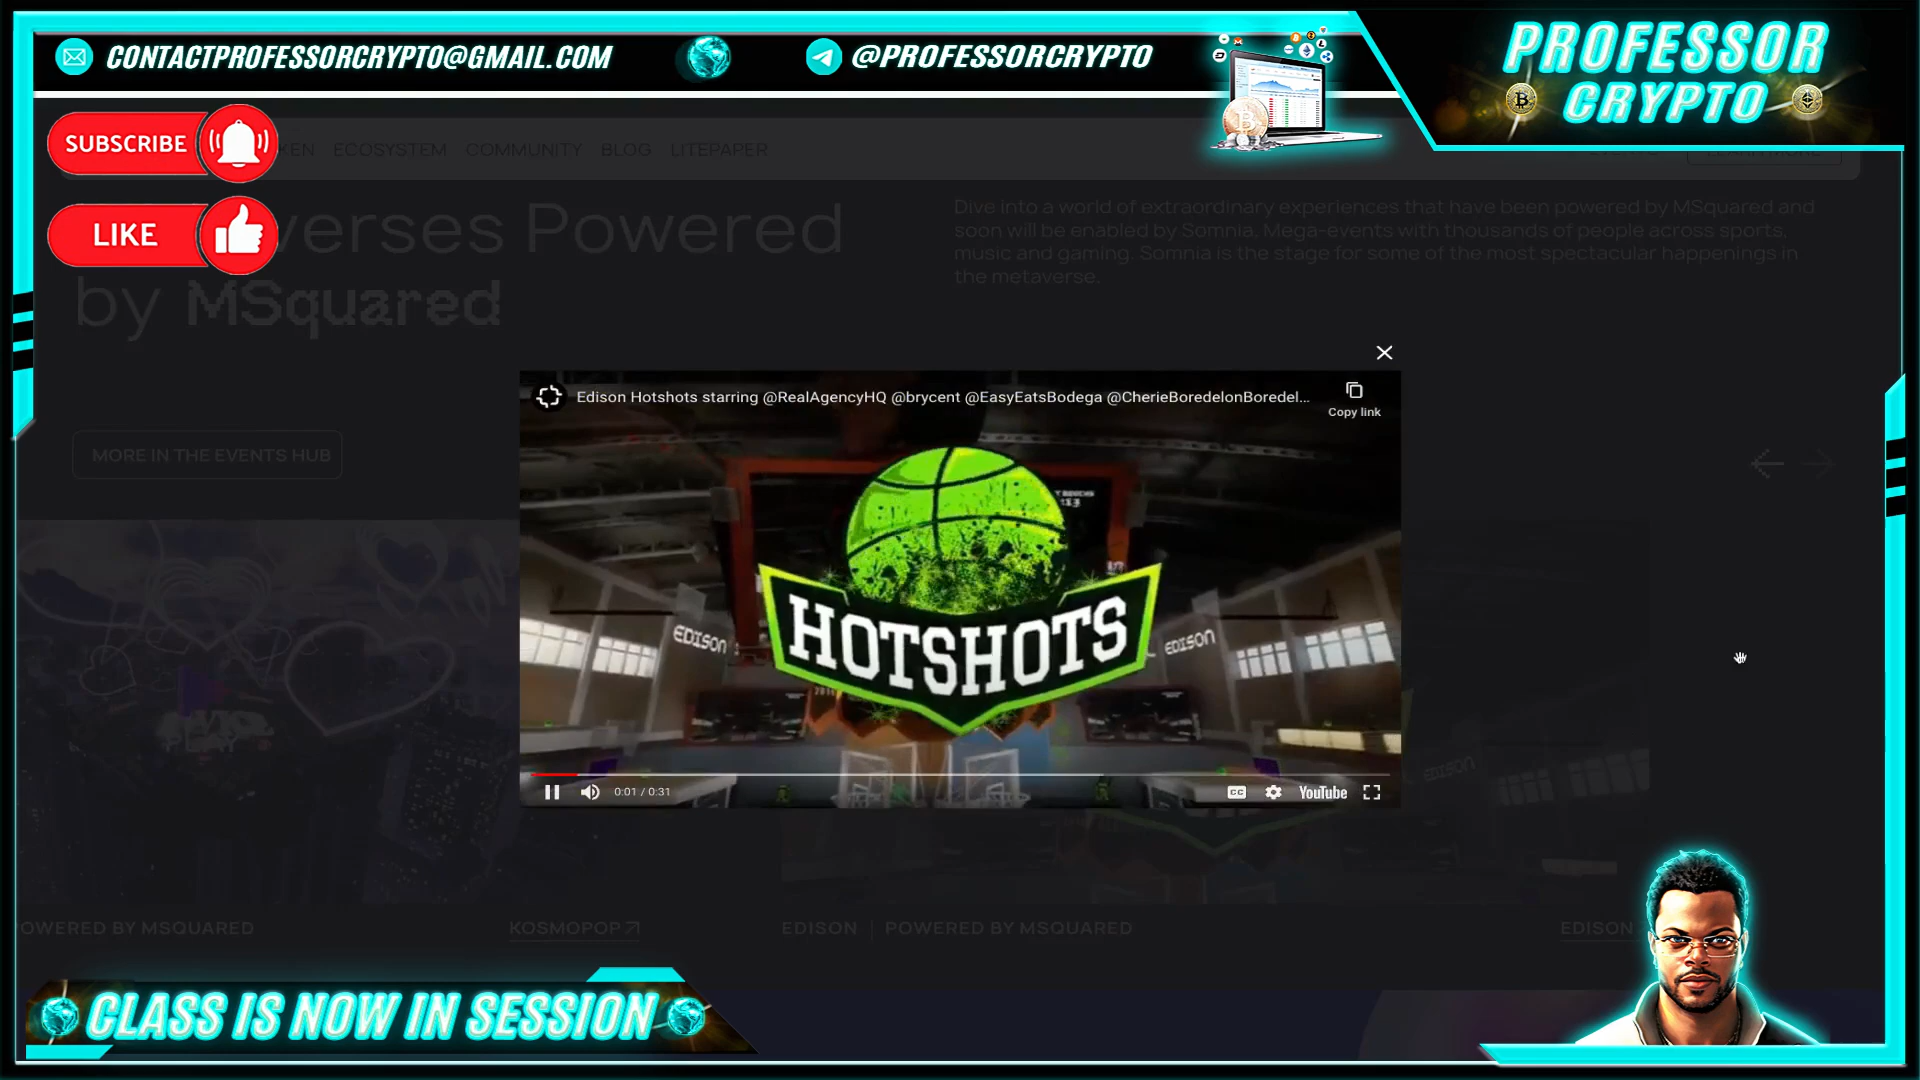 CONTACTPROFESSORCRYPTO@GMAIL.COM
@PROFESSORCRYPTO
PROFESSOR
CRYPTO
SUBSCRIBE
LIKE
ECOSYSTEM COMMUNITY BLOG LITEPAPER
verses Powered
by MSquared
Dive into a world of extraordinary experiences that have been powered by MSquared and
soon will be enabled by Somnia. Mega-events with thousands of people across sports,
music and gaming. Somnia is the stage for some of the most spectacular happenings in
the metaverse.
MORE IN THE EVENTS HUB
Edison Hotshots starring @RealAgencyHQ @brycent @EasyEatsBodega @CherieBoredelonBoredel...
Copy link
EDISON
EDISON
HOTSHOTS
0:01 / 0:31
CC
YouTube
EDISON
OWERED BY MSQUARED
KOSMOPOP
EDISON | POWERED BY MSQUARED
EDISON
CLASS IS NOW IN SESSION